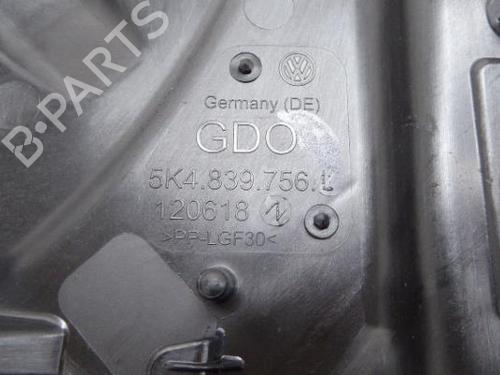 B-PARTS
Germany (DE)
GDO
5K4.839.756.L
120618
>PP-LGF30<